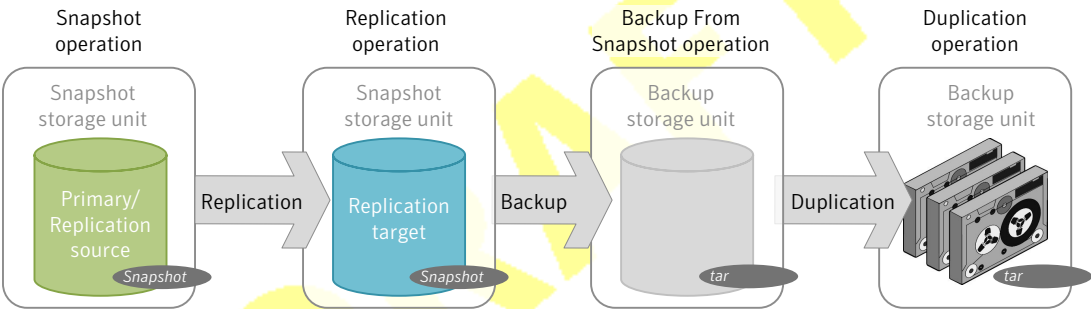 Snapshot
operation
Replication
operation
Backup From
Snapshot operation
Duplication
operation
Snapshot
storage unit
Primary/
Replication
source
Snapshot
Replication
Snapshot
storage unit
Replication
target
Snapshot
Backup
Backup
storage unit
tar
Duplication
Backup
storage unit
tar